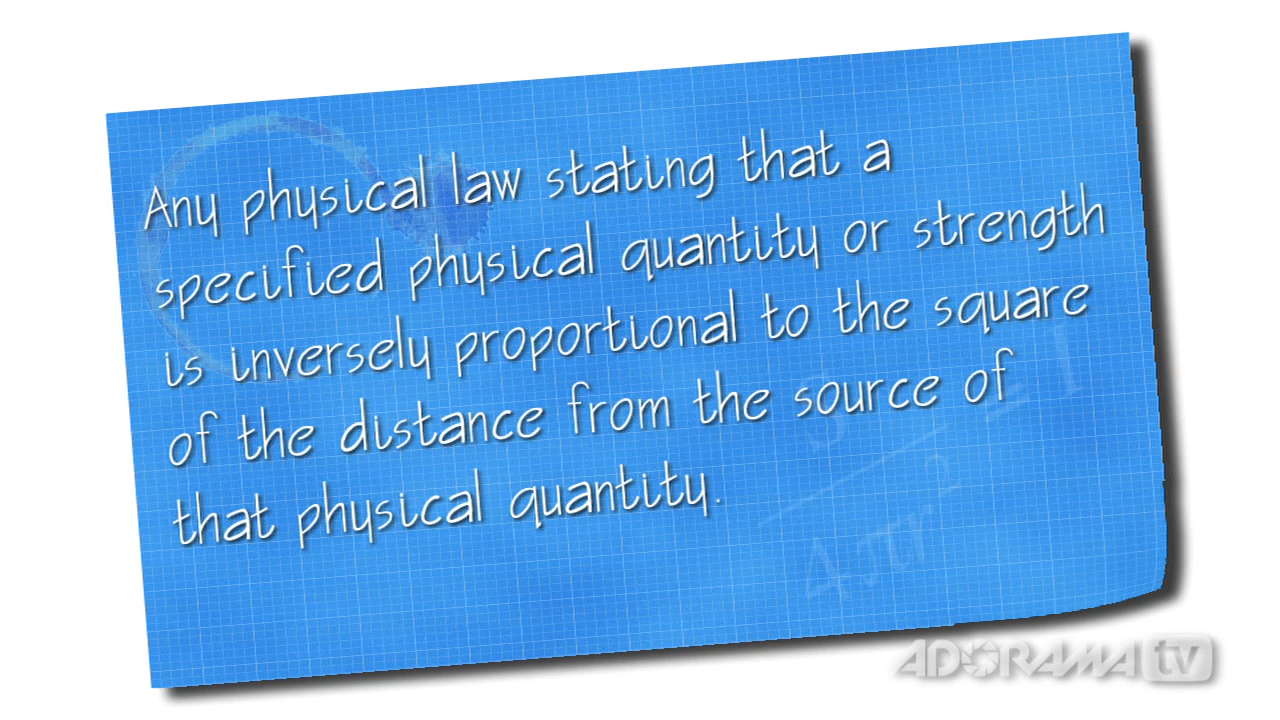 Any physical law stating that a
specified physical quantity or strength
is inversely proportional to the square
of the distance from the source of
that physical quantity.
S
4πr² = I
ADORAMA tv